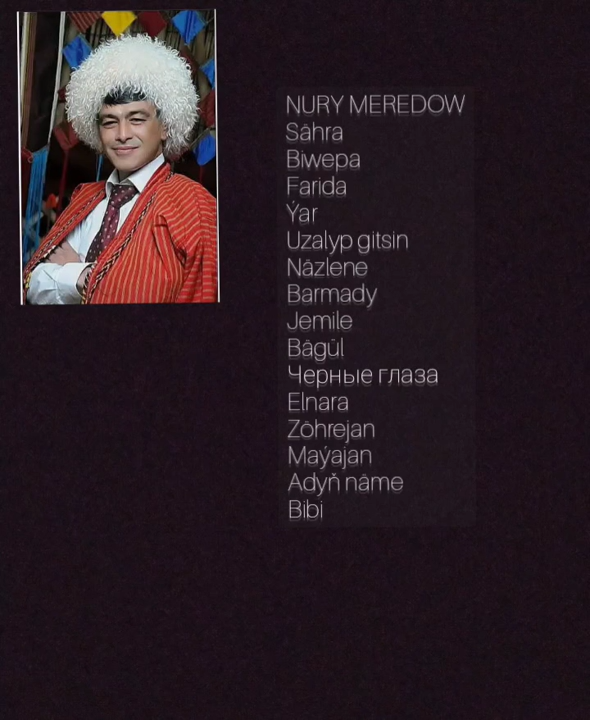 NURY MEREDOW
Sähra
Biwepa
Farida
Ýar
Uzalyp gitsin
Näzlene
Barmady
Jemile
Bägül
Черные глаза
Elnara
Zöhrejan
Maýajan
Adyň näme
Bibi